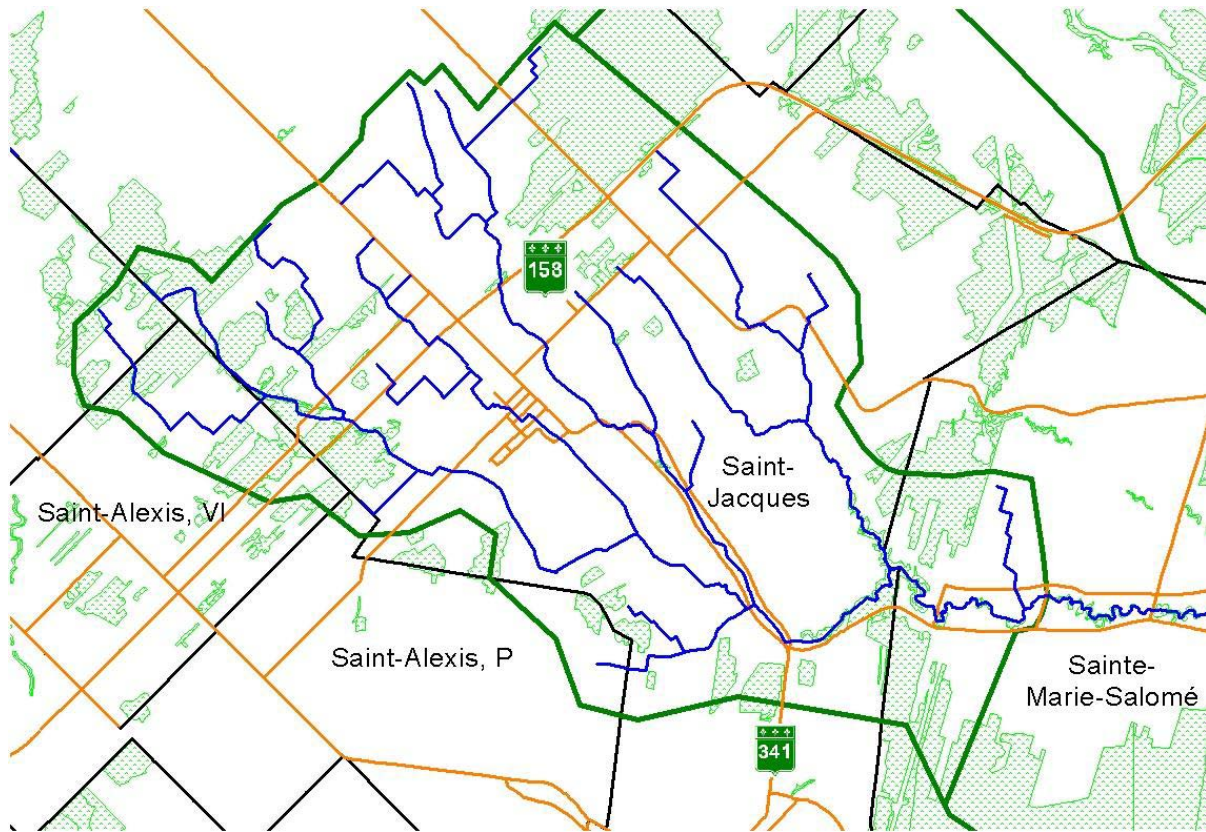 158
Saint-
Jacques
Saint-Alexis, VI
Saint-Alexis, P
Sainte-
Marie-Salomé
341